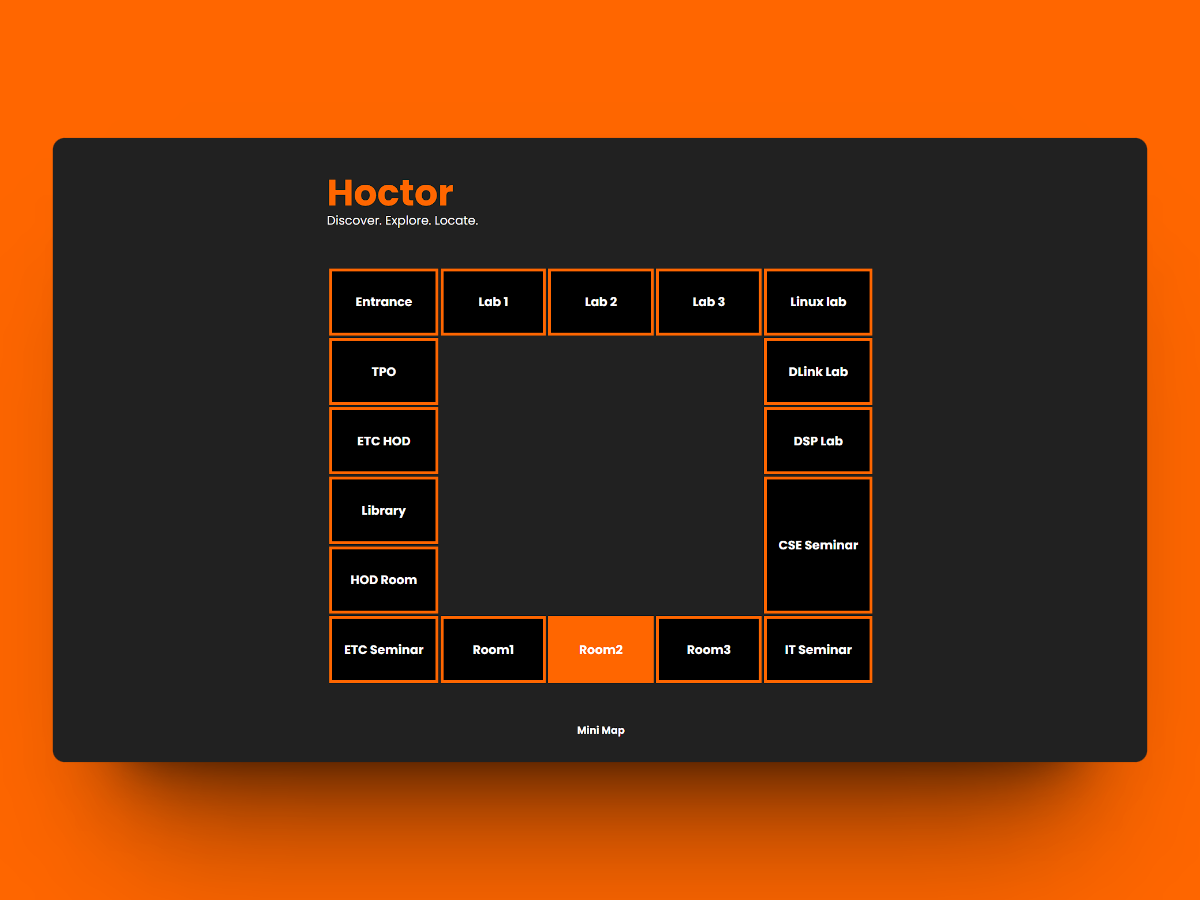 Hoctor
Discover. Explore. Locate.
Entrance
Lab 1
Lab 2
Lab 3
Linux lab
TPO
DLink Lab
ETC HOD
DSP Lab
Library
CSE Seminar
HOD Room
ETC Seminar
Room1
Room2
Room3
IT Seminar
Mini Map